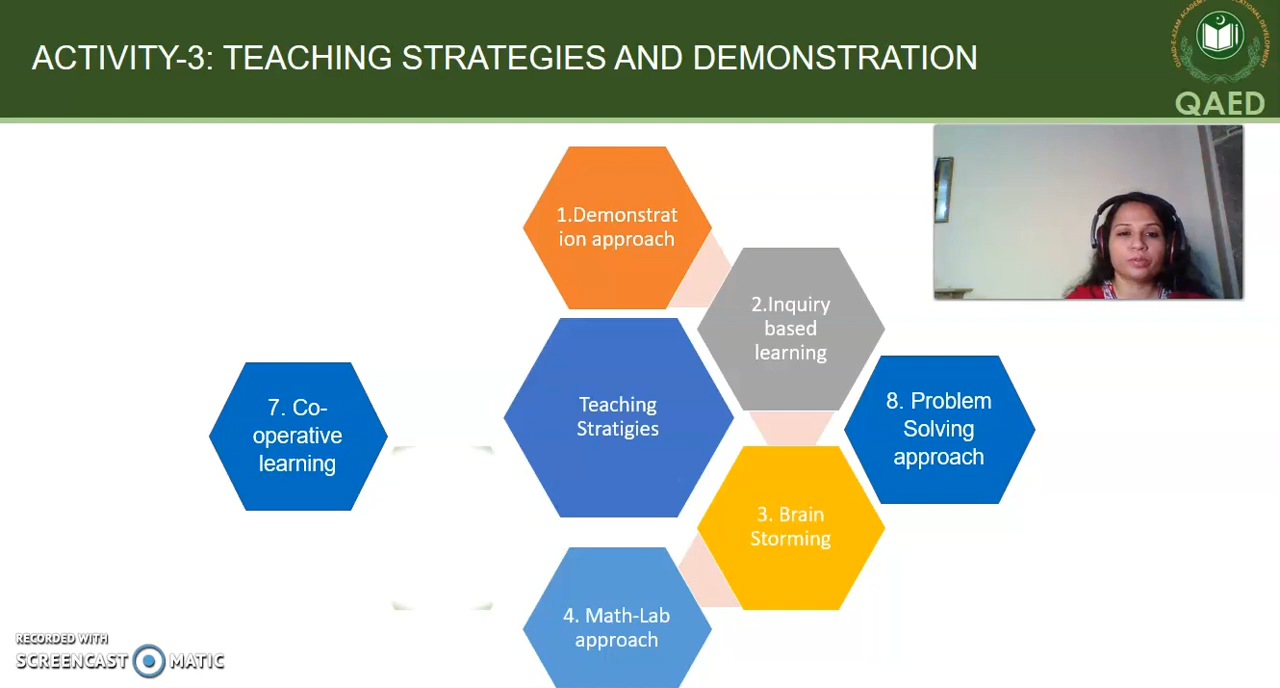 ACTIVITY-3: TEACHING STRATEGIES AND DEMONSTRATION
QAED
1.Demonstrat
ion approach
2.Inquiry
based
learning
Teaching
Stratigies
7. Co-
operative
learning
8. Problem
Solving
approach
3. Brain
Storming
4. Math-Lab
approach
RECORDED WITH
SCREENCAST MATIC